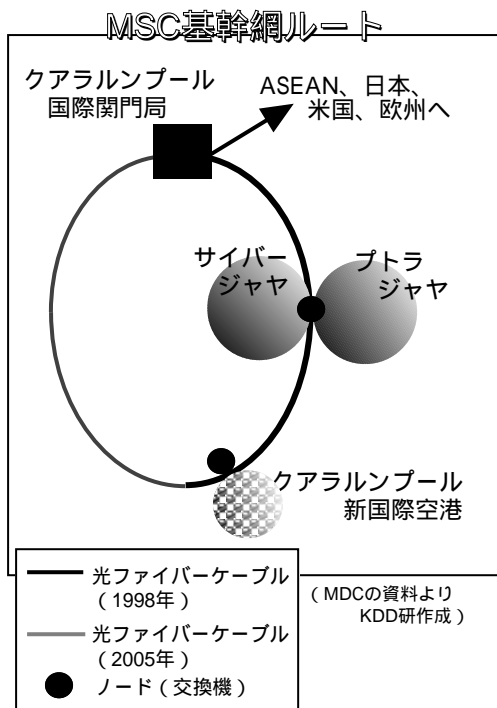 MSC基幹網ルート
クアラルンプール
国際関門局
ASEAN、日本、
米国、欧州へ
サイバー
ジャヤ
プトラ
ジャヤ
クアラルンプール
新国際空港
光ファイバーケーブル
（1998年）
光ファイバーケーブル
（2005年）
ノード（交換機）
（MDCの資料より
KDD研作成）